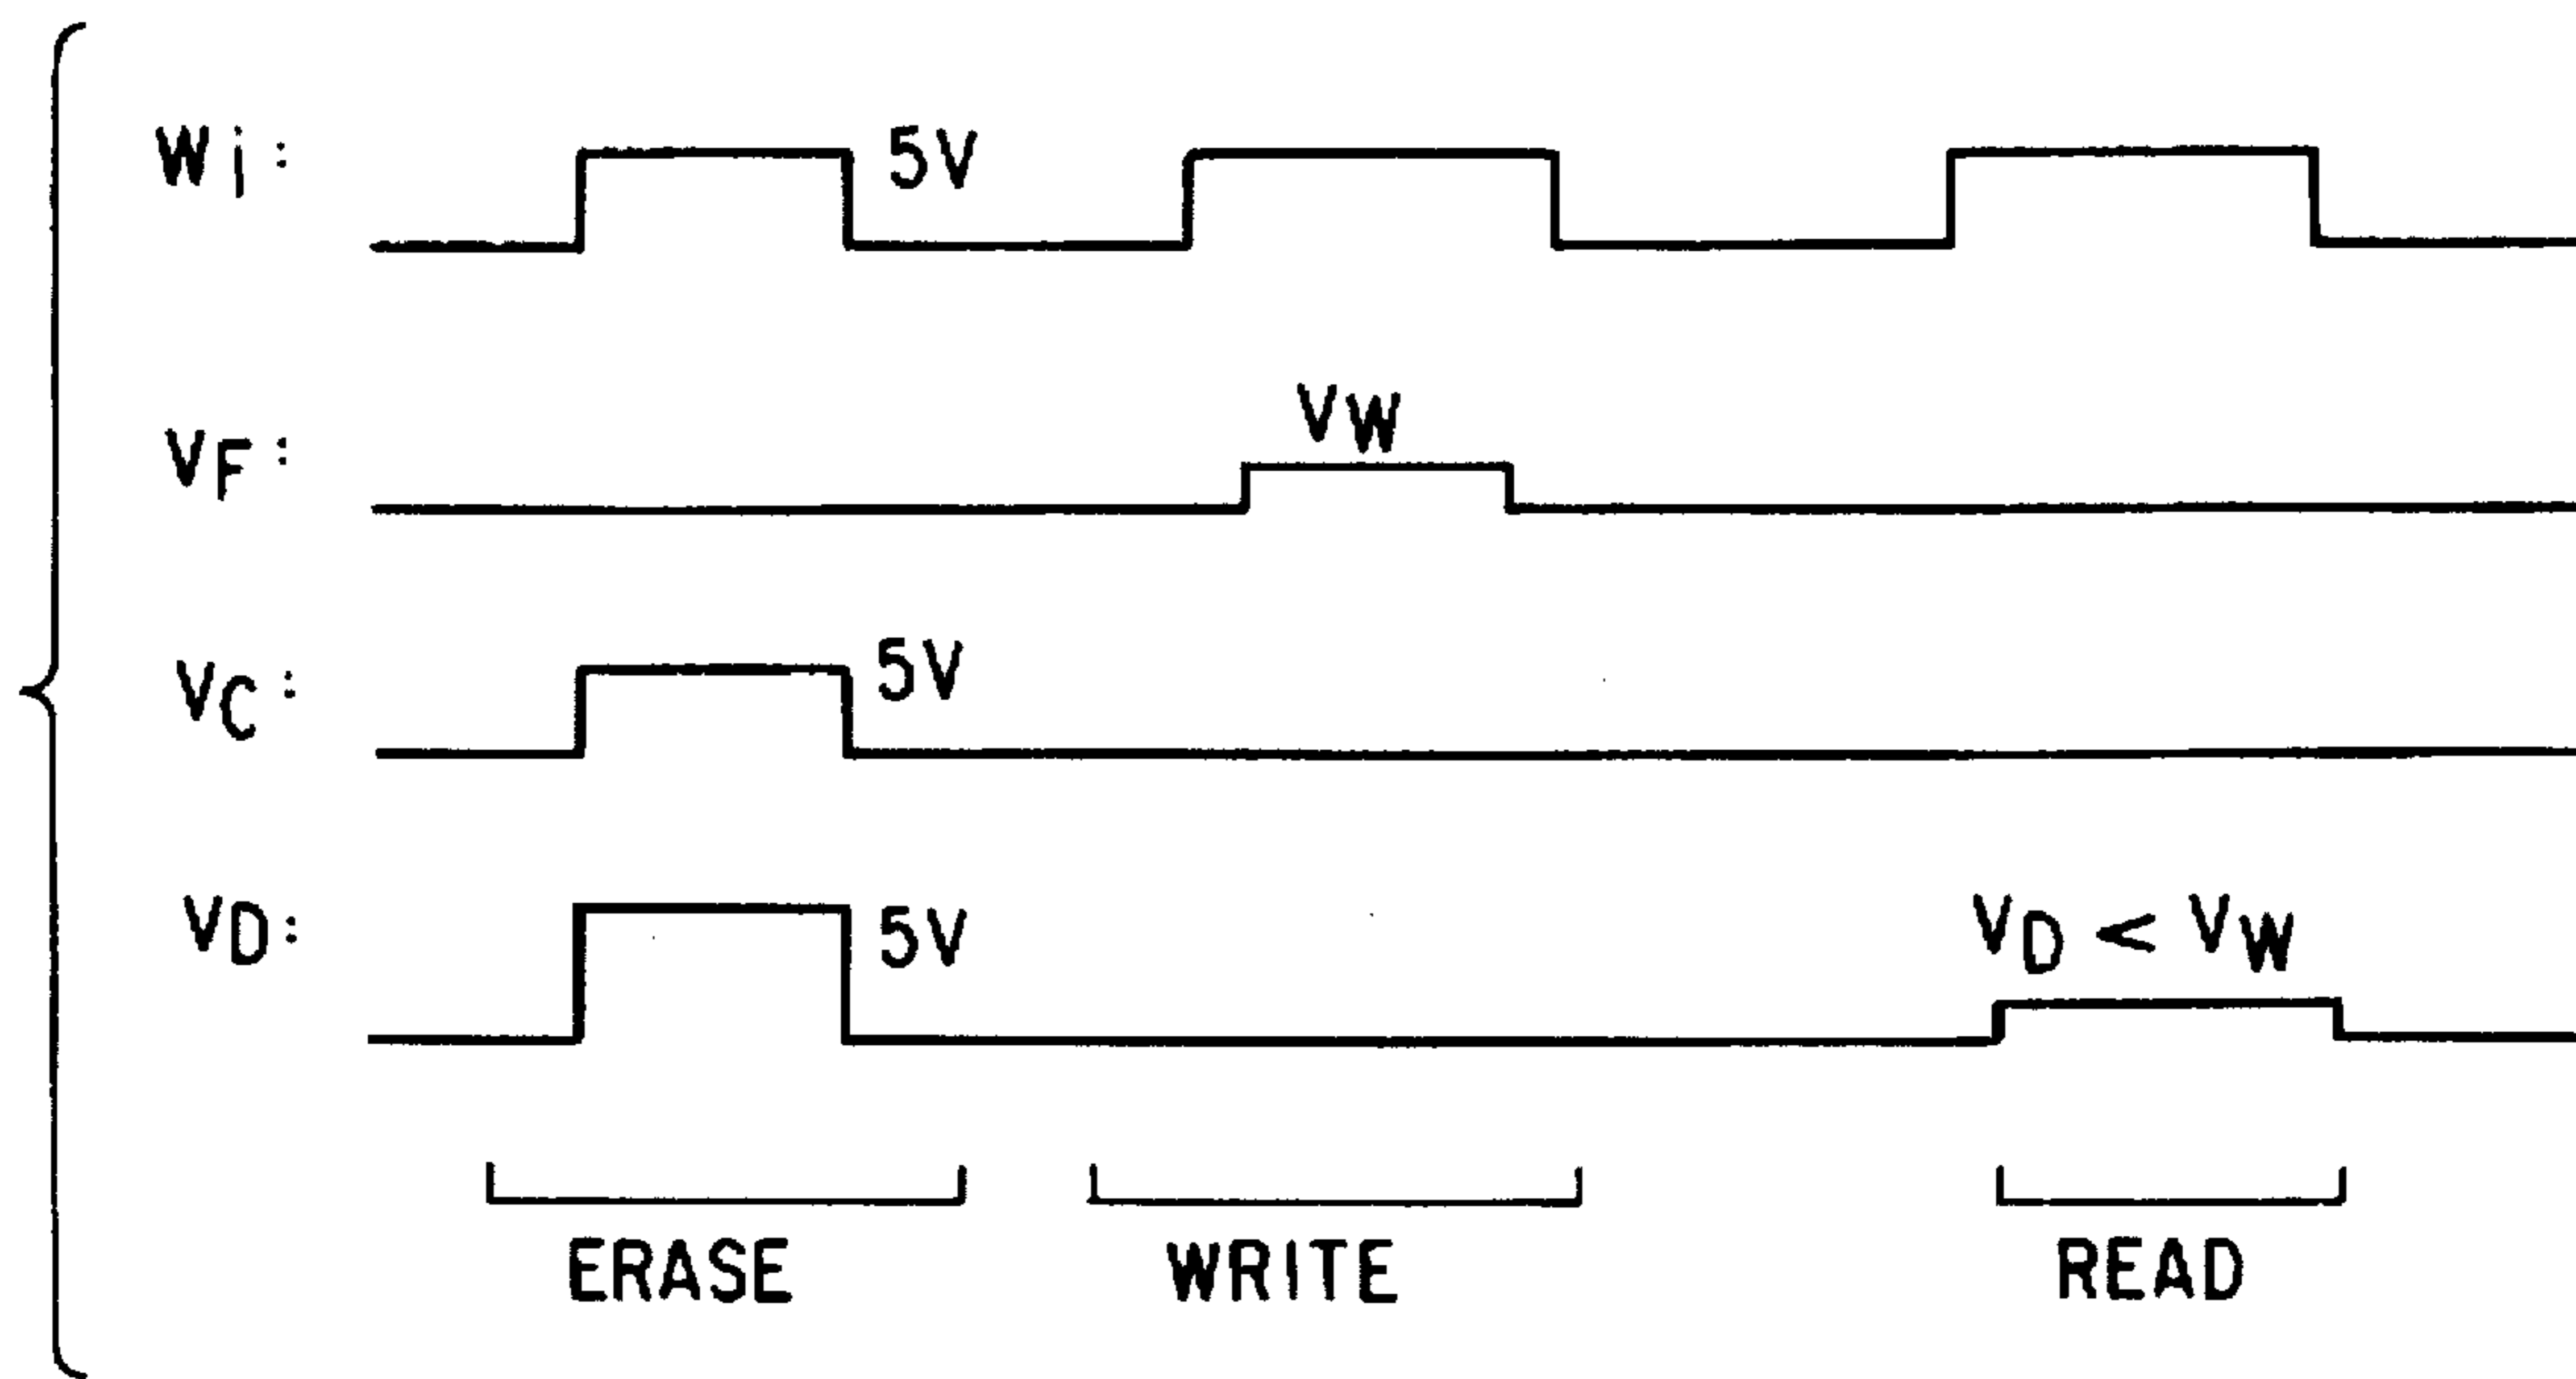 Wi: 5V
VF: VW
VC: 5V
VD: 5V VD < VW
ERASE WRITE READ